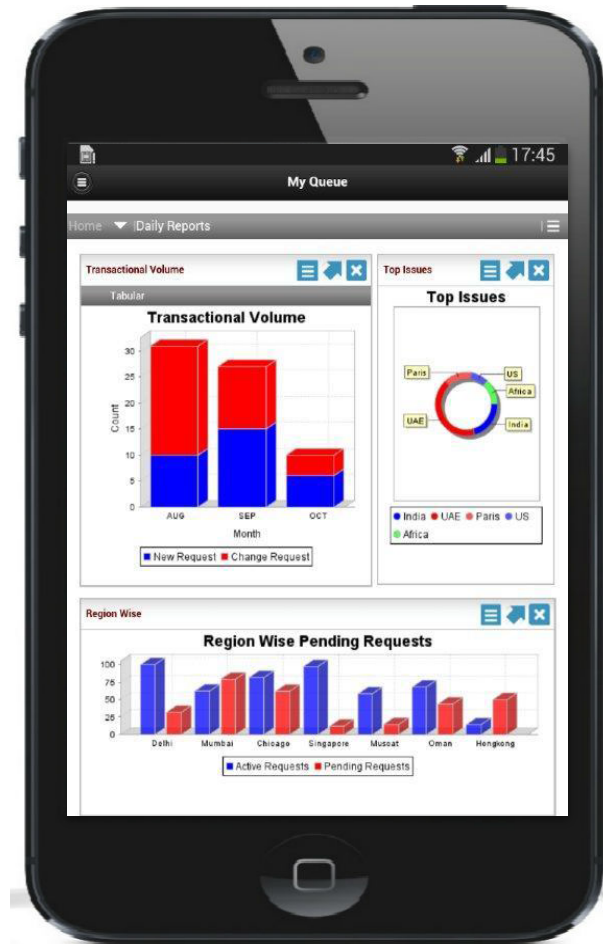 17:45
My Queue
Home |Daily Reports
Transactional Volume
Tabular
Transactional Volume
30
25
20
15
10
5
0
Count
AUG SEP OCT
Month
New Request Change Request
Top Issues
Top Issues
Paris US
Africa
UAE India
India UAE Paris US
Africa
Region Wise
Region Wise Pending Requests
100
75
50
25
0
Delhi Mumbai Chicago Singapore Muscat Oman Hongkong
Active Requests Pending Requests